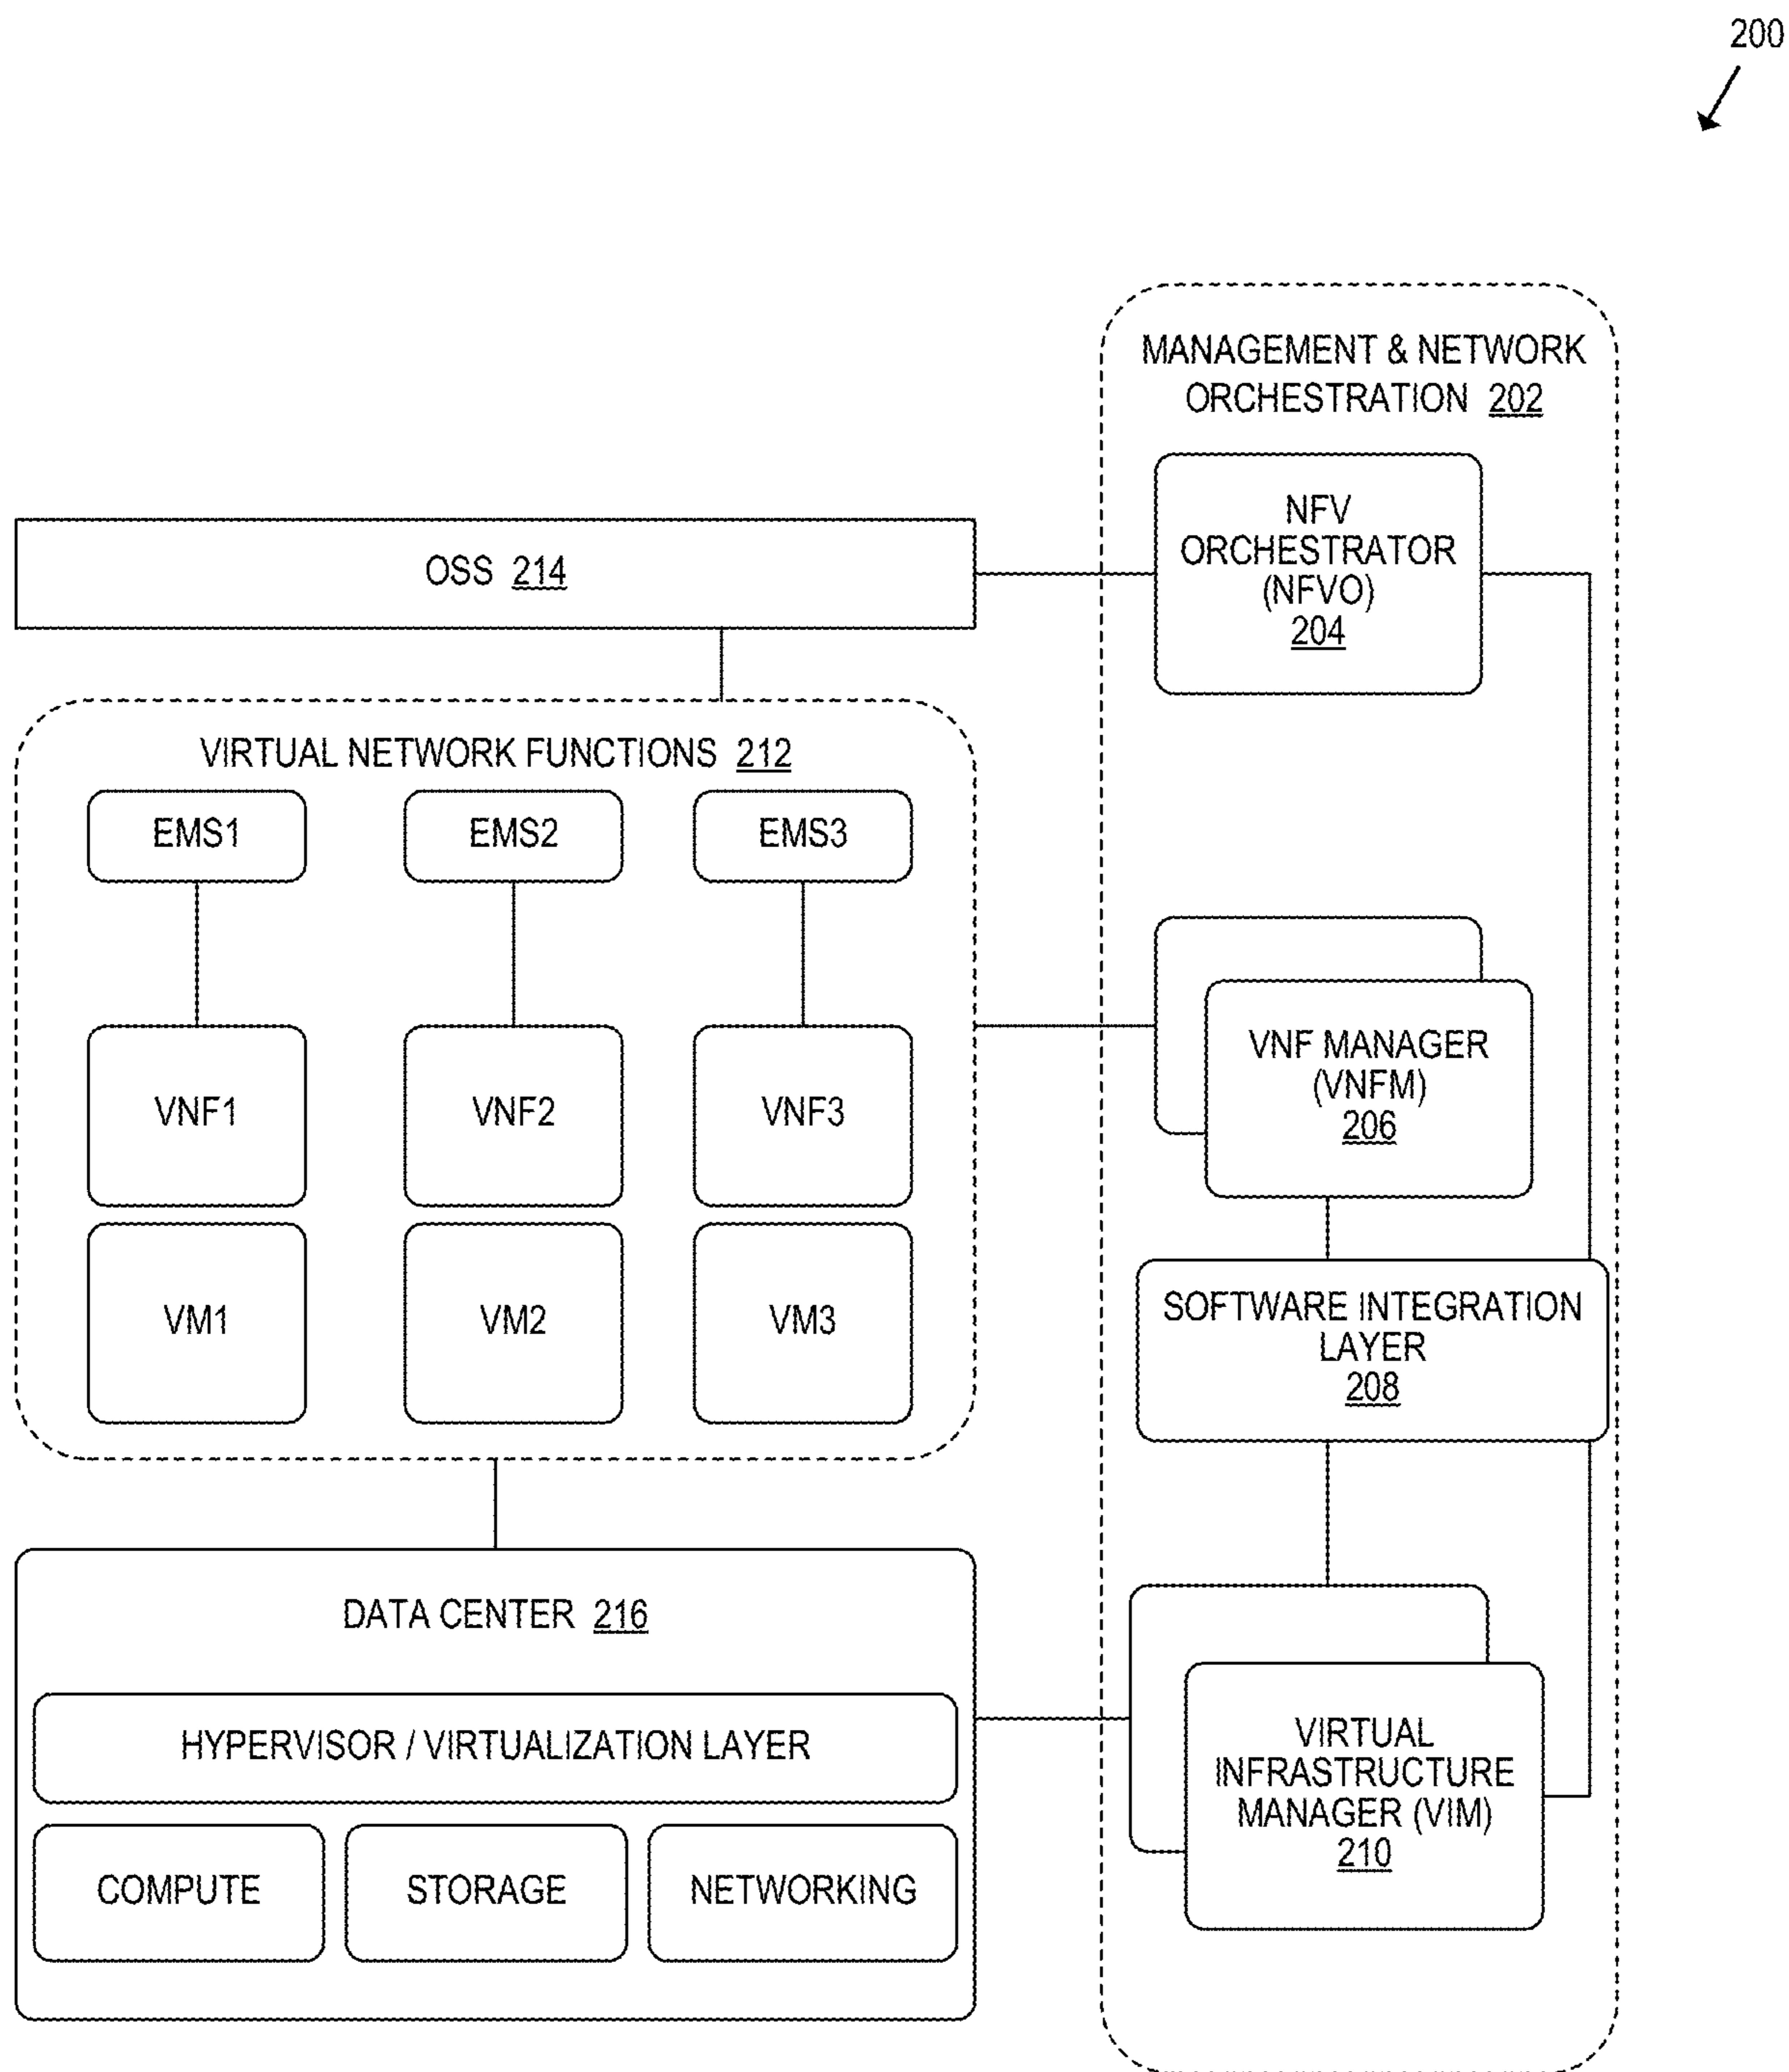 200
MANAGEMENT & NETWORK
ORCHESTRATION 202
NFV
ORCHESTRATOR
(NFVO)
204
OSS 214
VIRTUAL NETWORK FUNCTIONS 212
EMS1
EMS2
EMS3
VNF1
VNF2
VNF3
VM1
VM2
VM3
VNF MANAGER
(VNFM)
206
SOFTWARE INTEGRATION
LAYER
208
DATA CENTER 216
HYPERVISOR / VIRTUALIZATION LAYER
COMPUTE
STORAGE
NETWORKING
VIRTUAL
INFRASTRUCTURE
MANAGER (VIM)
210